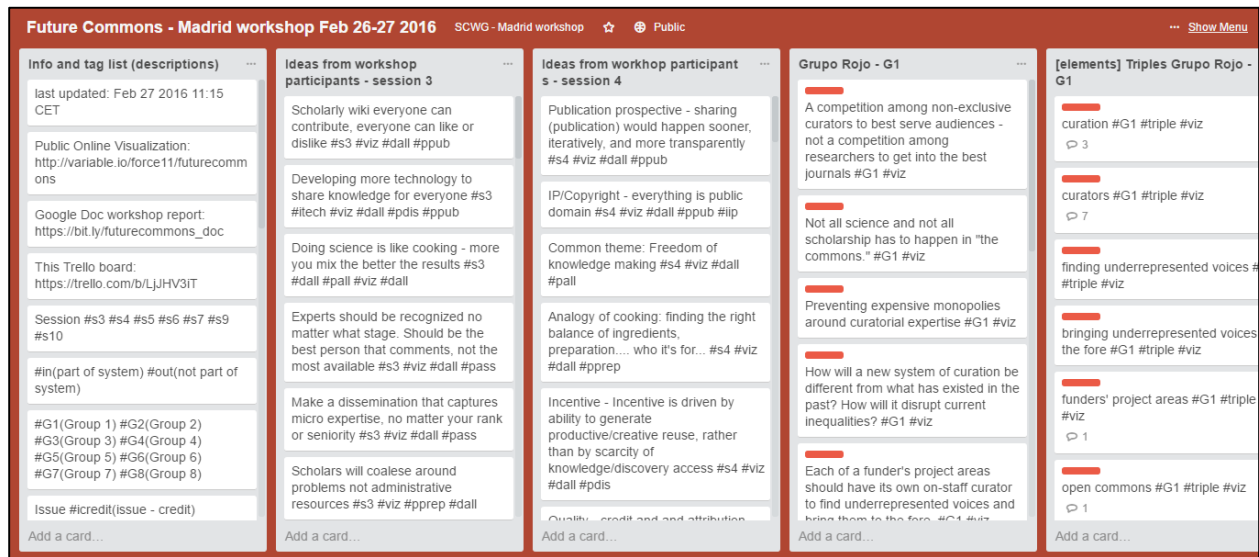 Future Commons - Madrid workshop Feb 26-27 2016
SCWG - Madrid workshop
Public
... Show Menu
Info and tag list (descriptions) ...
last updated: Feb 27 2016 11:15
CET
Public Online Visualization:
http://variable.io/force11/futurecomm
ons
Google Doc workshop report:
https://bit.ly/futurecommons_doc
This Trello board:
https://trello.com/b/LjJHV3iT
Session #s3 #s4 #s5 #s6 #s7 #s9
#s10
#in(part of system) #out(not part of
system)
#G1(Group 1) #G2(Group 2)
#G3(Group 3) #G4(Group 4)
#G5(Group 5) #G6(Group 6)
#G7(Group 7) #G8(Group 8)
Issue #icredit(issue - credit)
Add a card...
Ideas from workshop ...
participants - session 3
Scholarly wiki everyone can
contribute, everyone can like or
dislike #s3 #viz #dall #ppub
Developing more technology to
share knowledge for everyone #s3
#itech #viz #dall #pdis #ppub
Doing science is like cooking - more
you mix the better the results #s3
#dall #pall #viz #dall
Experts should be recognized no
matter what stage. Should be the
best person that comments, not the
most available #s3 #viz #dall #pass
Make a dissemination that captures
micro expertise, no matter your rank
or seniority #s3 #viz #dall #pass
Scholars will coalese around
problems not administrative
resources #s3 #viz #pprep #dall
Add a card...
Ideas from workhop participant ...
s - session 4
Publication prospective - sharing
(publication) would happen sooner,
iteratively, and more transparently
#s4 #viz #dall #ppub
IP/Copyright - everything is public
domain #s4 #viz #dall #ppub #iip
Common theme: Freedom of
knowledge making #s4 #viz #dall
#pall
Analogy of cooking: finding the right
balance of ingredients,
preparation.... who it's for... #s4 #viz
#dall #pprep
Incentive - Incentive is driven by
ability to generate
productive/creative reuse, rather
than by scarcity of
knowledge/discovery access #s4 #viz
#dall #pdis
Quality - credit and and attribution
Add a card...
Grupo Rojo - G1 ...
A competition among non-exclusive
curators to best serve audiences -
not a competition among
researchers to get into the best
journals #G1 #viz
Not all science and not all
scholarship has to happen in "the
commons." #G1 #viz
Preventing expensive monopolies
around curatorial expertise #G1 #viz
How will a new system of curation be
different from what has existed in the
past? How will it disrupt current
inequalities? #G1 #viz
Each of a funder's project areas
should have its own on-staff curator
to find underrepresented voices and
bring them to the fore. #G1 #viz
Add a card...
[elements] Triples Grupo Rojo -
G1
curation #G1 #triple #viz
3
curators #G1 #triple #viz
7
finding underrepresented voices #
#triple #viz
bringing underrepresented voices
the fore #G1 #triple #viz
funders' project areas #G1 #triple
#viz
1
open commons #G1 #triple #viz
1
Add a card...